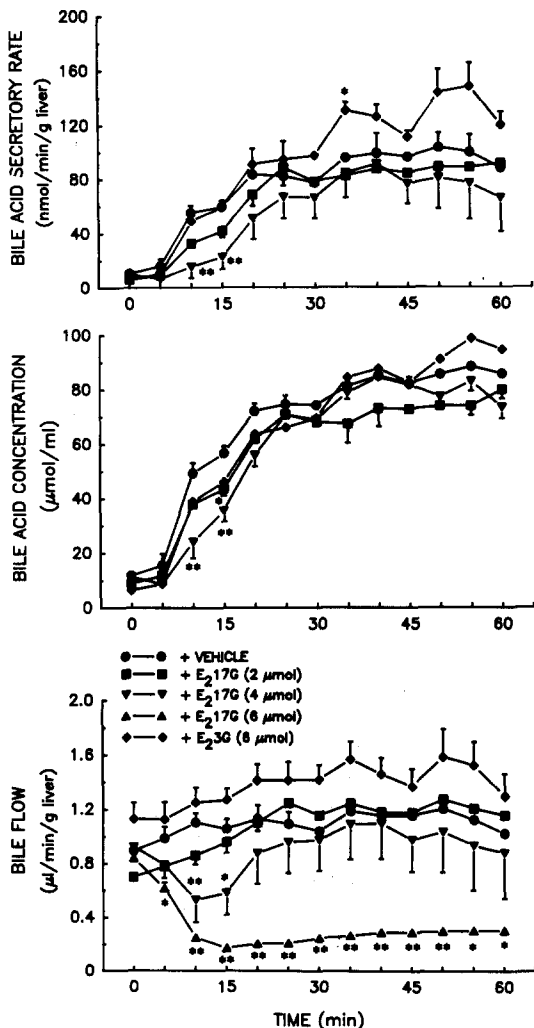 BILE ACID SECRETORY RATE
(nmol/min/g liver)
200
160
120
80
40
0
*
**
**
0 15 30 45 60
BILE ACID CONCENTRATION
(μmol/ml)
100
80
60
40
20
0
*
**
**
0 15 30 45 60
+ VEHICLE
+ E₂17G (2 μmol)
+ E₂17G (4 μmol)
+ E₂17G (6 μmol)
+ E₂3G (6 μmol)
BILE FLOW
(μl/min/g liver)
2.0
1.6
1.2
0.8
0.4
0
** *
* ** ** ** ** ** ** ** ** ** * *
0 15 30 45 60
TIME (min)